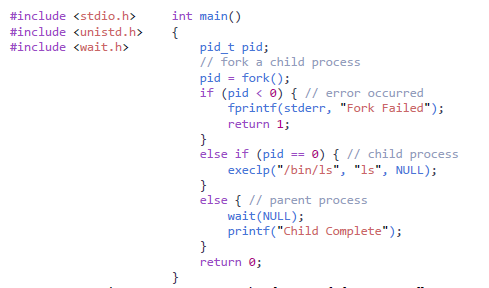 #include <stdio.h>
#include <unistd.h>
#include <wait.h>
int main()
{
pid_t pid;
// fork a child process
pid = fork();
if (pid < 0) { // error occurred
fprintf(stderr, "Fork Failed");
return 1;
}
else if (pid == 0) { // child process
execlp("/bin/ls", "ls", NULL);
}
else { // parent process
wait(NULL);
printf("Child Complete");
}
return 0;
}